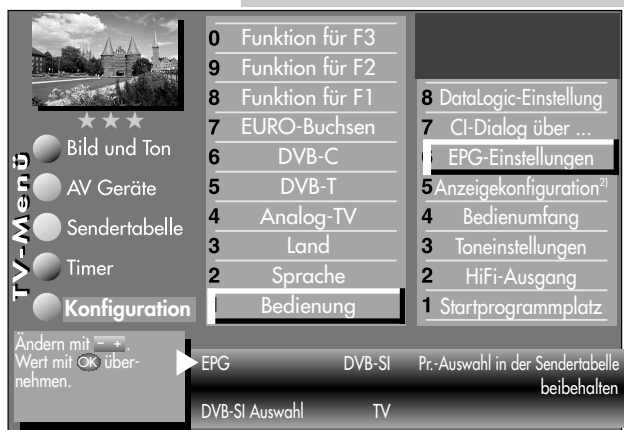 TV-Menü
Bild und Ton
AV Geräte
Sendertabelle
Timer
Konfiguration
0 Funktion für F3
9 Funktion für F2
8 Funktion für F1
7 EURO-Buchsen
6 DVB-C
5 DVB-T
4 Analog-TV
3 Land
2 Sprache
Bedienung
8 DataLogic-Einstellung
7 CI-Dialog über ...
6 EPG-Einstellungen
5 Anzeigekonfiguration²⁾
4 Bedienumfang
3 Toneinstellungen
2 HiFi-Ausgang
1 Startprogrammplatz
Ändern mit - + .
Wert mit OK über-
nehmen.
EPG DVB-SI
DVB-SI Auswahl TV
Pr.-Auswahl in der Sendertabelle
beibehalten